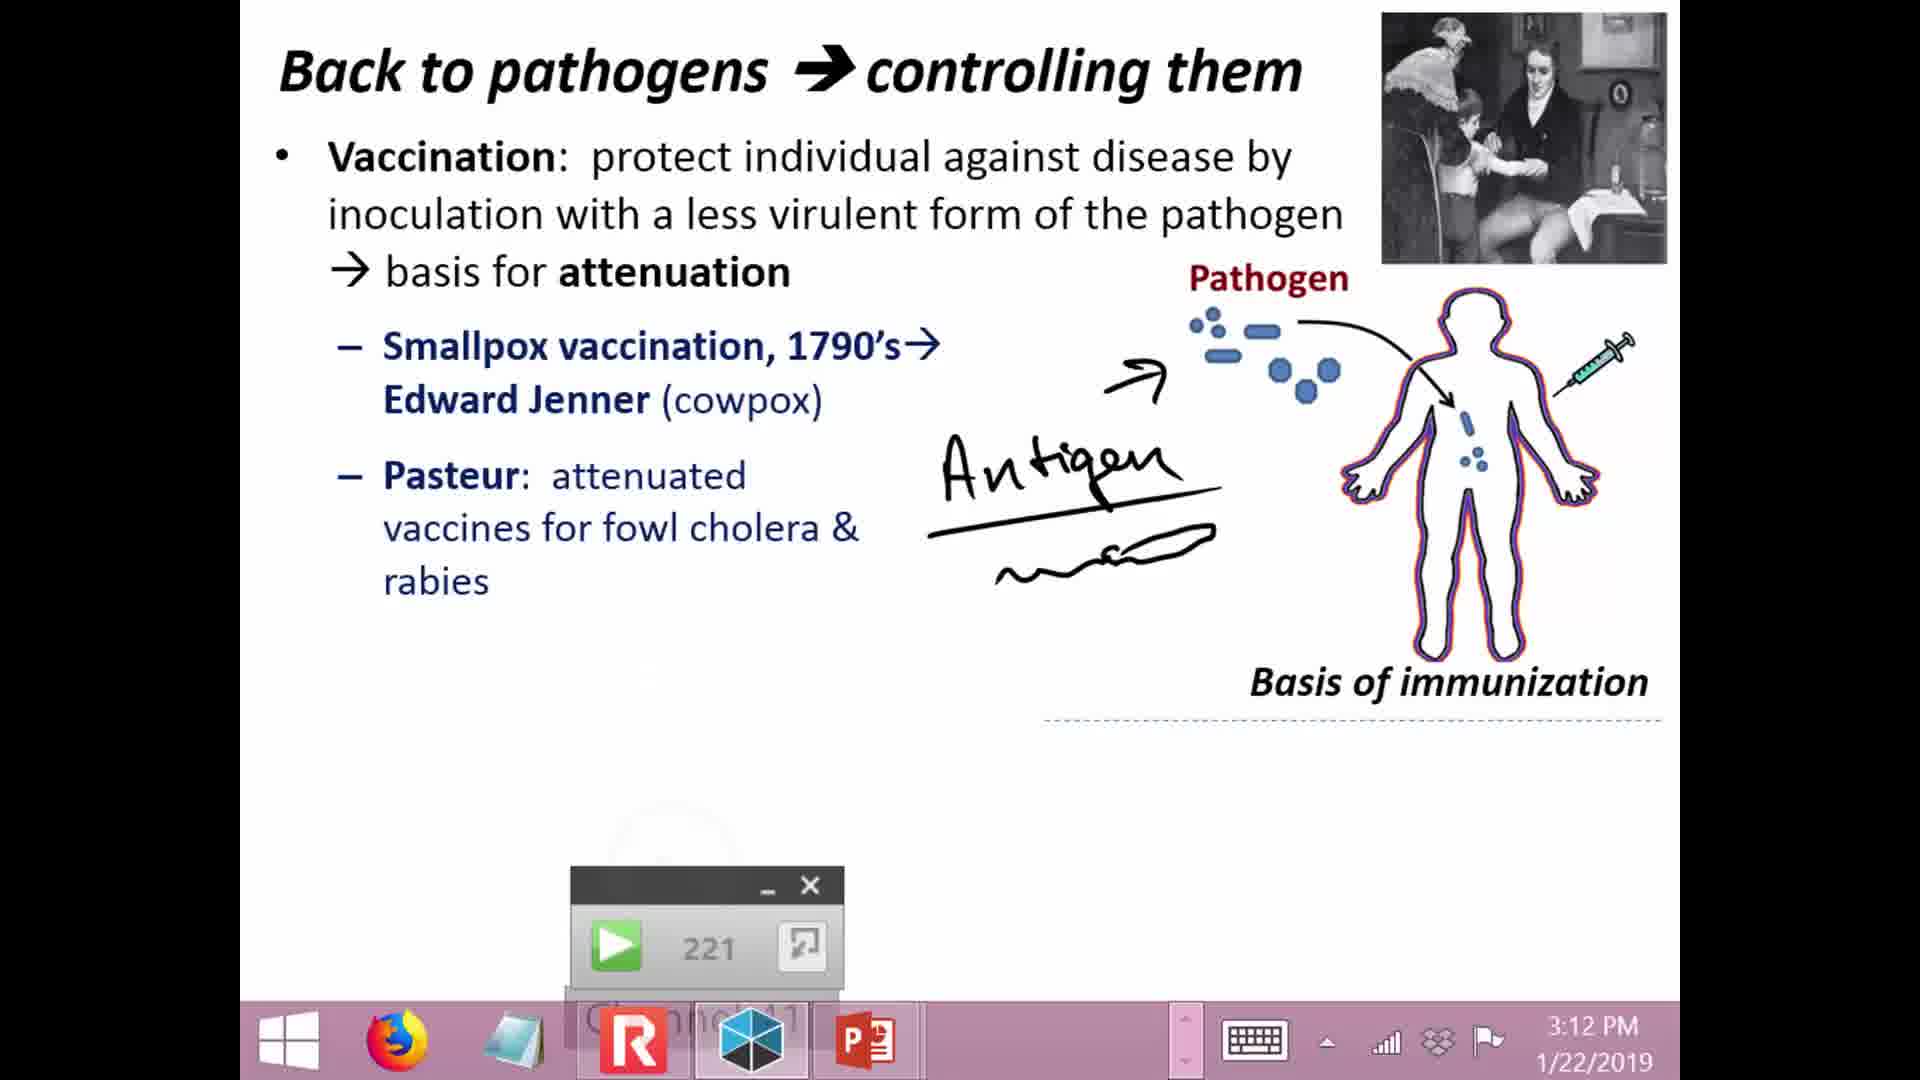 Back to pathogens → controlling them
• Vaccination: protect individual against disease by
inoculation with a less virulent form of the pathogen
→ basis for attenuation
– Smallpox vaccination, 1790’s→
Edward Jenner (cowpox)
– Pasteur: attenuated
vaccines for fowl cholera &
rabies
Pathogen
Antigen
Basis of immunization
221
3:12 PM
1/22/2019